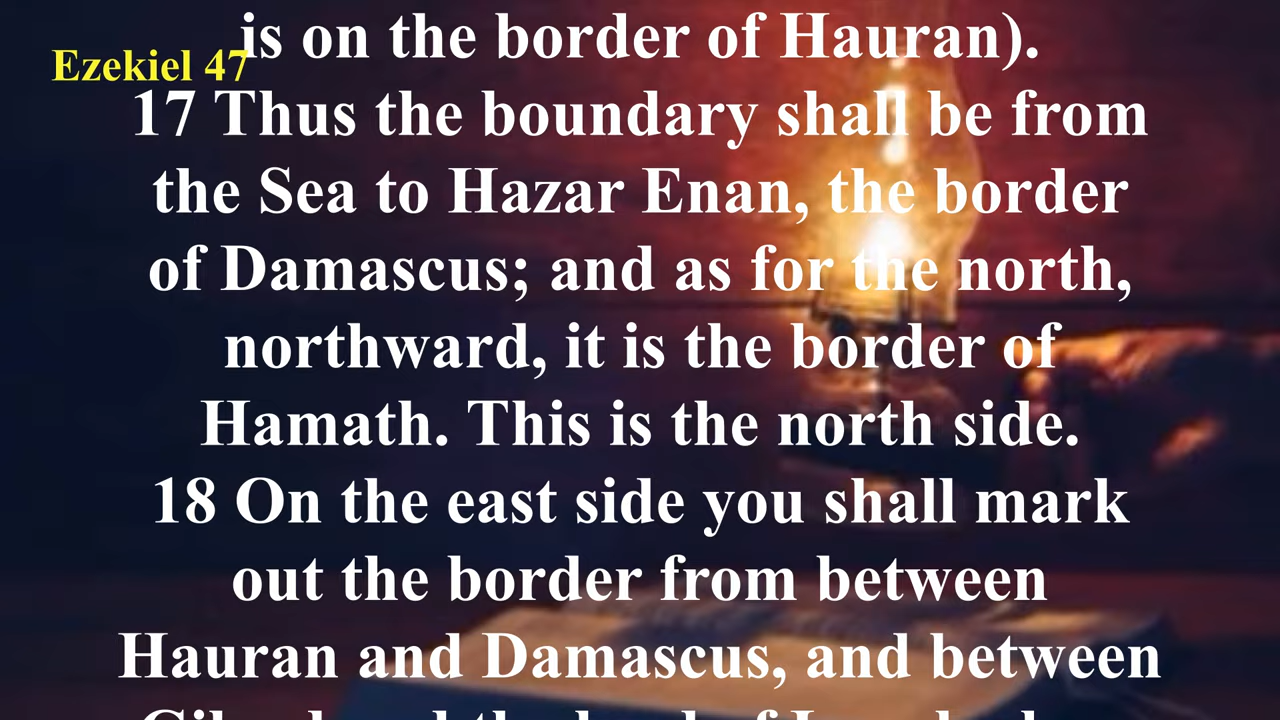 is on the border of Hauran).
Ezekiel 47
17 Thus the boundary shall be from
the Sea to Hazar Enan, the border
of Damascus; and as for the north,
northward, it is the border of
Hamath. This is the north side.
18 On the east side you shall mark
out the border from between
Hauran and Damascus, and between